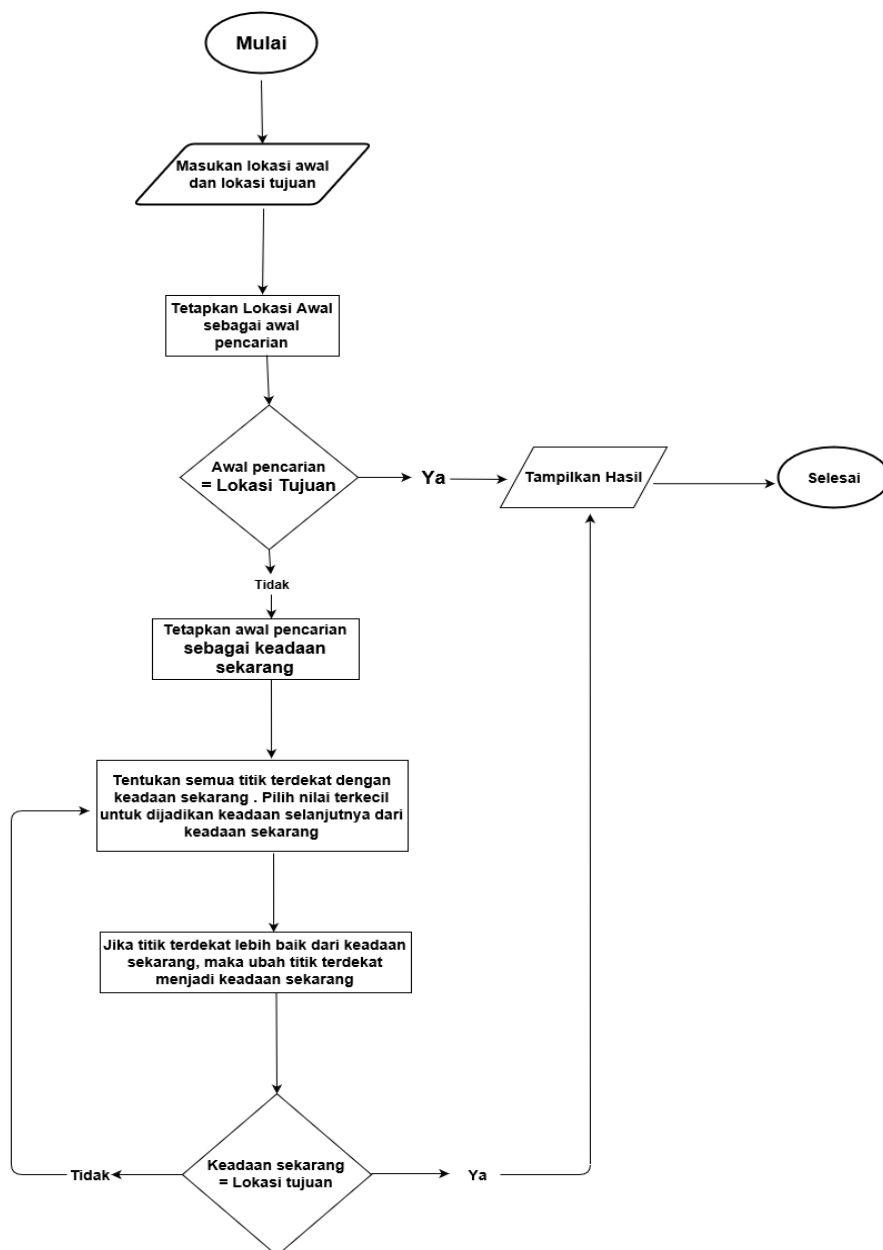 Mulai
Masukan lokasi awal
dan lokasi tujuan
Tetapkan Lokasi Awal
sebagai awal
pencarian
Awal pencarian
= Lokasi Tujuan
Ya
Tampilkan Hasil
Selesai
Tidak
Tetapkan awal pencarian
sebagai keadaan
sekarang
Tentukan semua titik terdekat dengan
keadaan sekarang . Pilih nilai terkecil
untuk dijadikan keadaan selanjutnya dari
keadaan sekarang
Jika titik terdekat lebih baik dari keadaan
sekarang, maka ubah titik terdekat
menjadi keadaan sekarang
Keadaan sekarang
= Lokasi tujuan
Tidak
Ya